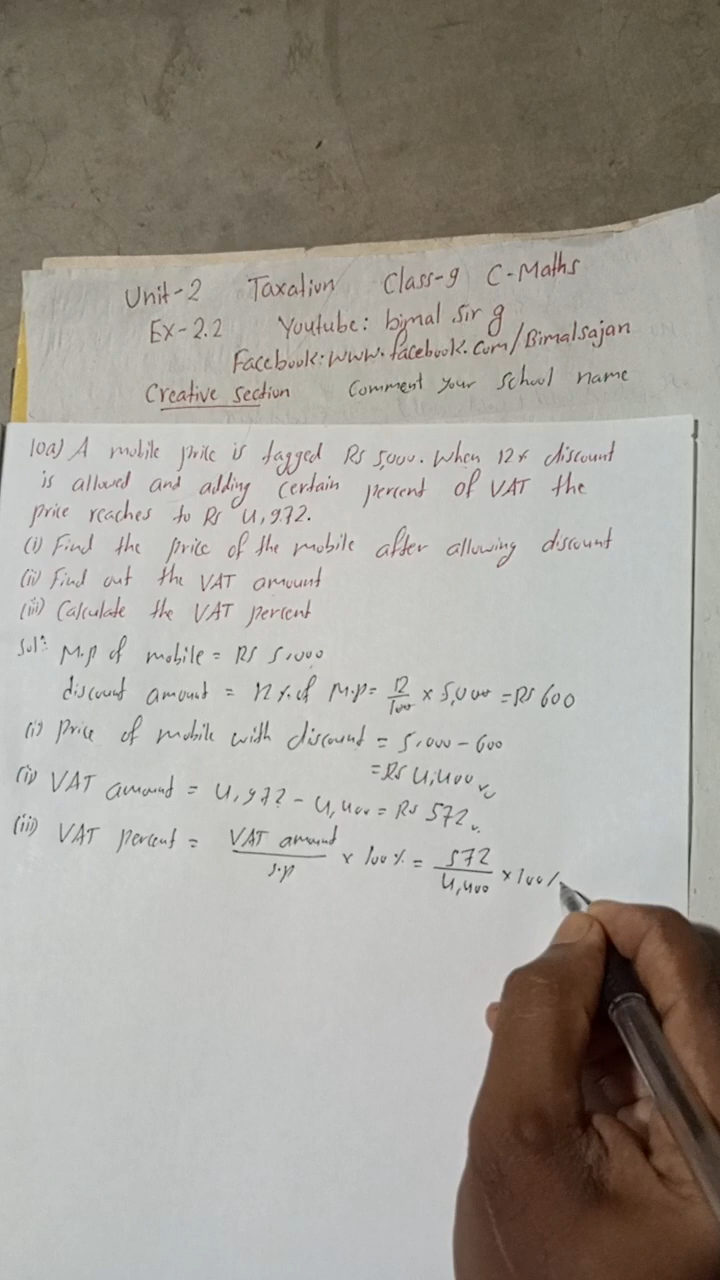 Unit-2 Taxation Class-9 C-Maths
Ex-2.2 Youtube: bimal sir g
Facebook: www.facebook.com/Bimalsajan
Creative section Comment your school name
10a) A mobile price is tagged Rs 5,000. When 12% discount
is allowed and adding certain percent of VAT the
price reaches to Rs 4,972.
(i) Find the price of the mobile after allowing discount
(ii) Find out the VAT amount
(iii) Calculate the VAT percent
Solⁿ: M.p of mobile = Rs 5,000
discount amount = 12% of M.p = 12/100 × 5,000 = Rs 600
(i) Price of mobile with discount = 5,000 - 600
= Rs 4,400
(ii) VAT amount = 4,972 - 4,400 = Rs 572
(iii) VAT percent = VAT amount/s.p × 100% = 572/4,400 × 100%